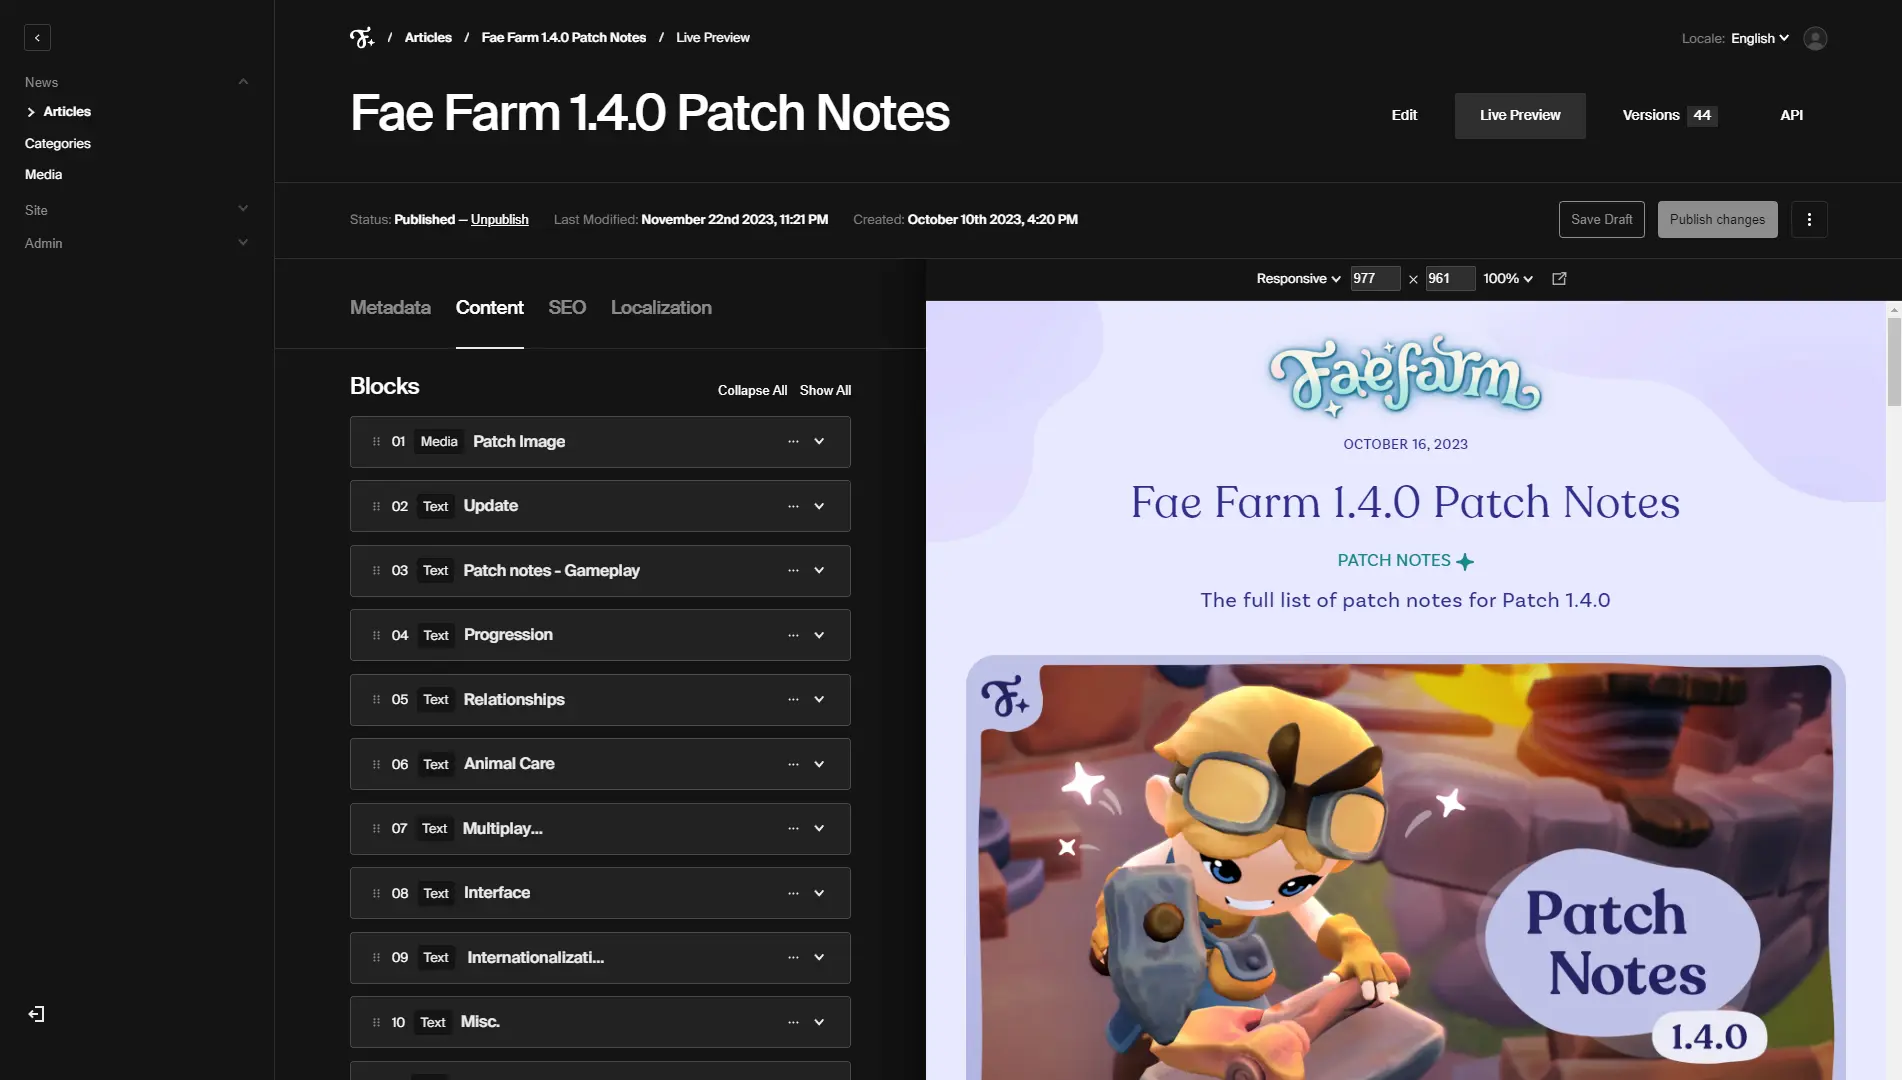 News
Articles
Categories
Media
Site
Admin
/ Articles / Fae Farm 1.4.0 Patch Notes / Live Preview
Locale: English
Fae Farm 1.4.0 Patch Notes
Edit
Live Preview
Versions 44
API
Status: Published — Unpublish
Last Modified: November 22nd 2023, 11:21 PM
Created: October 10th 2023, 4:20 PM
Save Draft
Publish changes
Metadata
Content
SEO
Localization
Blocks
Collapse All
Show All
01 Media Patch Image
02 Text Update
03 Text Patch notes - Gameplay
04 Text Progression
05 Text Relationships
06 Text Animal Care
07 Text Multiplay...
08 Text Interface
09 Text Internationalizati...
10 Text Misc.
Responsive 977 × 961 100%
Faefarm
OCTOBER 16, 2023
Fae Farm 1.4.0 Patch Notes
PATCH NOTES
The full list of patch notes for Patch 1.4.0
Patch
Notes
1.4.0